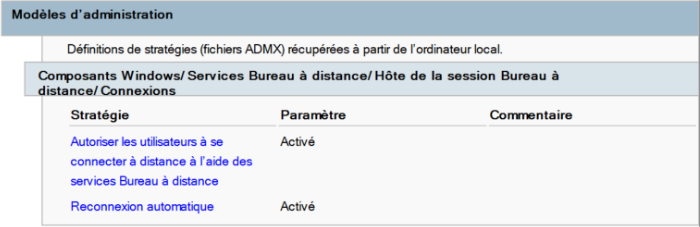 Modèles d'administration
Définitions de stratégies (fichiers ADMX) récupérées à partir de l'ordinateur local.
Composants Windows/ Services Bureau à distance/ Hôte de la session Bureau à
distance/ Connexions
Stratégie Paramètre Commentaire
Autoriser les utilisateurs à se Activé
connecter à distance à l'aide des
services Bureau à distance
Reconnexion automatique Activé